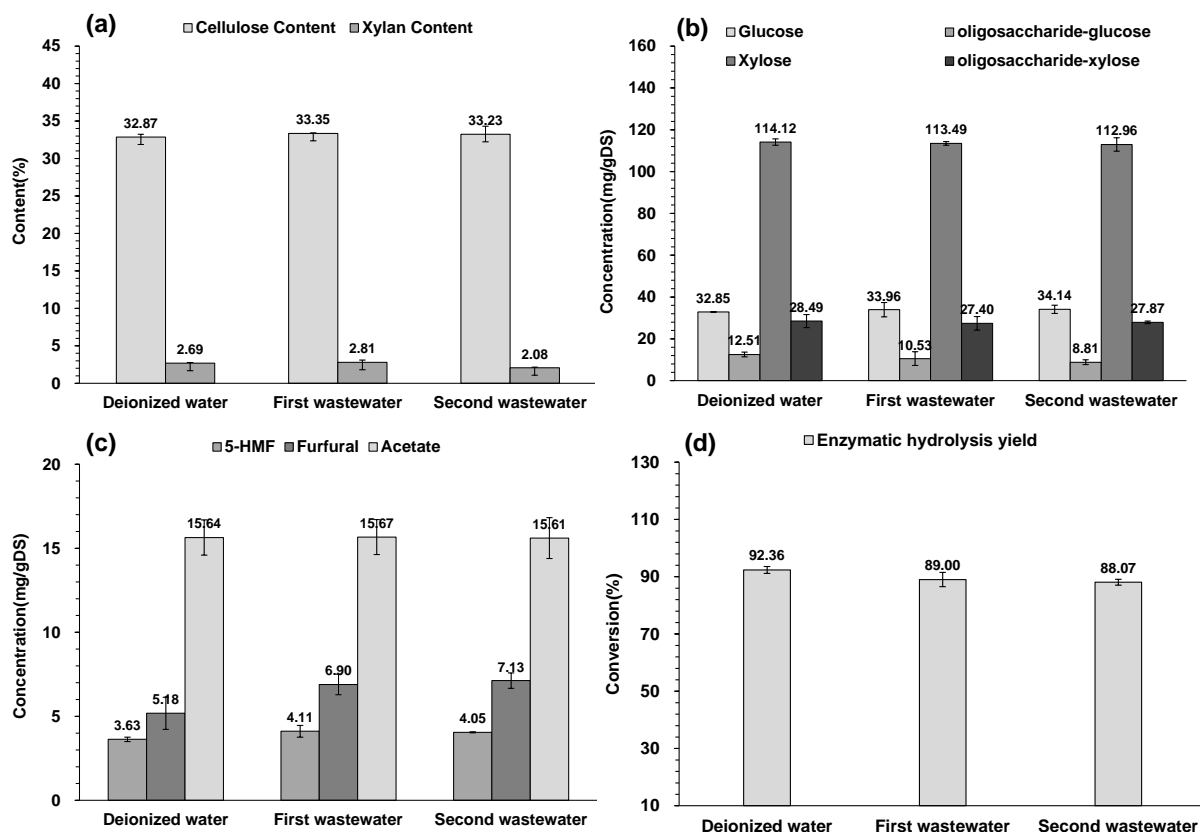 (a)
Cellulose Content Xylan Content
45
40
35
30
25
20
15
10
5
0
Content(%)
32.87 33.35 33.23
2.69 2.81 2.08
Deionized water First wastewater Second wastewater
(b)
Glucose oligosaccharide-glucose
Xylose oligosaccharide-xylose
160
140
120
100
80
60
40
20
0
Concentration(mg/gDS)
114.12 113.49 112.96
32.85 12.51 28.49 33.96 10.53 27.40 34.14 8.81 27.87
Deionized water First wastewater Second wastewater
(c)
5-HMF Furfural Acetate
20
15
10
5
0
Concentration(mg/gDS)
15.64 15.67 15.61
3.63 5.18 4.11 6.90 4.05 7.13
Deionized water First wastewater Second wastewater
(d)
Enzymatic hydrolysis yield
130
110
90
70
50
30
10
Conversion(%)
92.36 89.00 88.07
Deionized water First wastewater Second wastewater